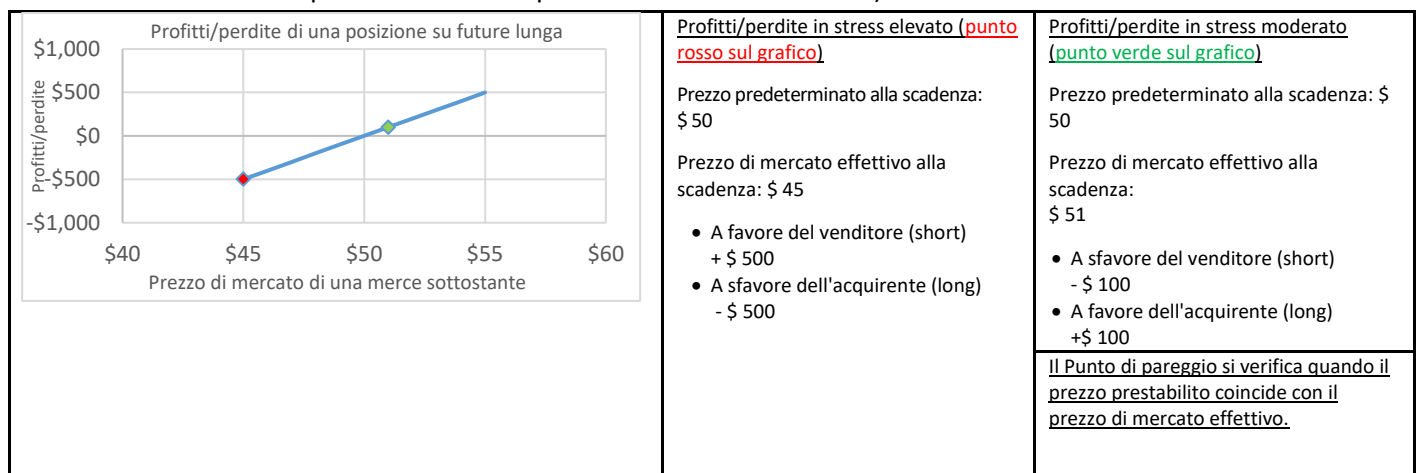 Profitti/perdite di una posizione su future lunga
$1,000
$500
$0
-$500
-$1,000
Profitti/perdite
$40 $45 $51 $55 $60
Prezzo di mercato di una merce sottostante
Profitti/perdite in stress elevato (punto
rosso sul grafico)
Prezzo predeterminato alla scadenza:
$ 50
Prezzo di mercato effettivo alla
scadenza: $ 45
• A favore del venditore (short)
+ $ 500
• A sfavore dell'acquirente (long)
- $ 500
Profitti/perdite in stress moderato
(punto verde sul grafico)
Prezzo predeterminato alla scadenza: $
50
Prezzo di mercato effettivo alla
scadenza:
$ 51
• A sfavore del venditore (short)
- $ 100
• A favore dell'acquirente (long)
+$ 100
Il Punto di pareggio si verifica quando il
prezzo prestabilito coincide con il
prezzo di mercato effettivo.